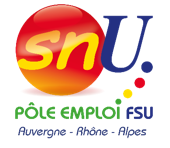 snU.
PÔLE EMPLOI FSU
Auvergne - Rhône - Alpes